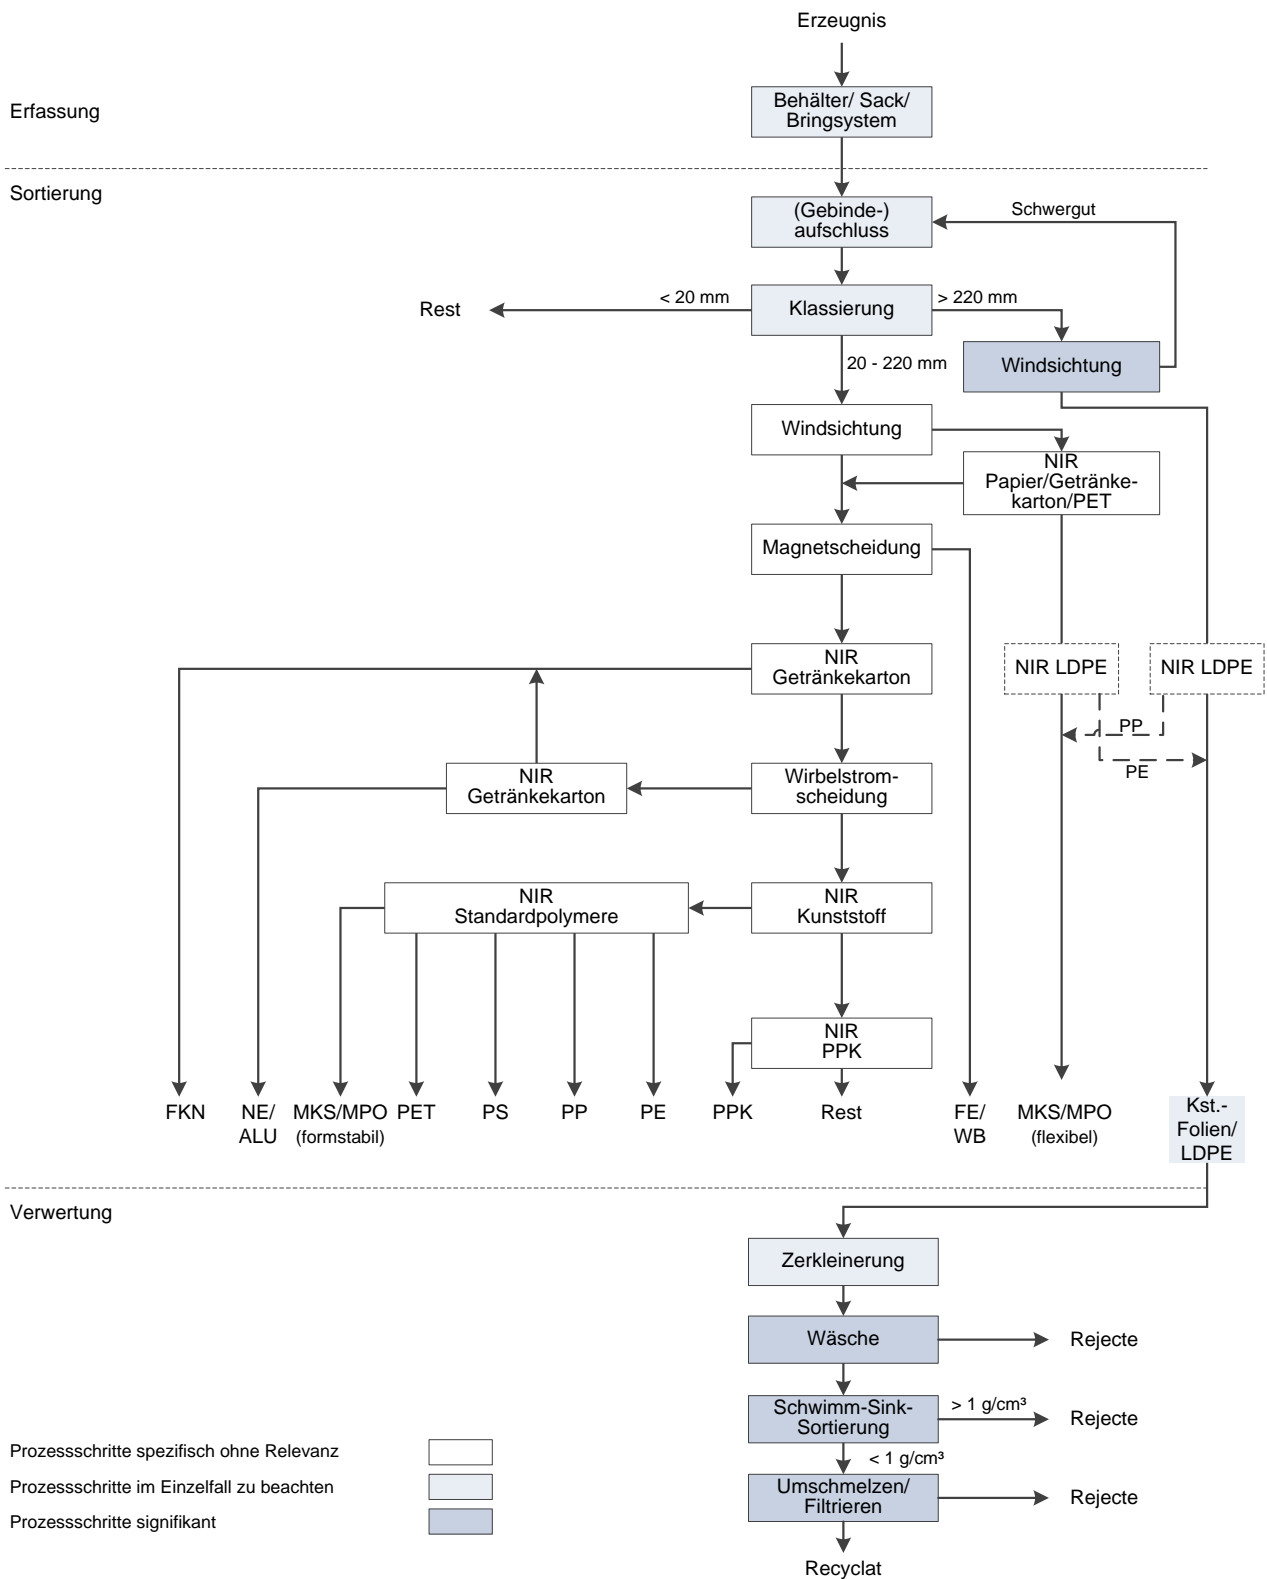 Erzeugnis
Erfassung
Behälter/ Sack/
Bringsystem
Sortierung
(Gebinde-)
aufschluss
Schwergut
Rest
< 20 mm
Klassierung
> 220 mm
20 - 220 mm
Windsichtung
Windsichtung
NIR
Papier/Getränke-
karton/PET
Magnetscheidung
NIR
Getränkekarton
NIR LDPE
NIR LDPE
PP
PE
NIR
Getränkekarton
Wirbelstrom-
scheidung
NIR
Standardpolymere
NIR
Kunststoff
NIR
PPK
FKN
NE/
ALU
MKS/MPO
(formstabil)
PET
PS
PP
PE
PPK
Rest
FE/
WB
MKS/MPO
(flexibel)
Kst.-
Folien/
LDPE
Verwertung
Zerkleinerung
Wäsche
Rejecte
Schwimm-Sink-
Sortierung
> 1 g/cm³
Rejecte
< 1 g/cm³
Umschmelzen/
Filtrieren
Rejecte
Recyclat
Prozessschritte spezifisch ohne Relevanz
Prozessschritte im Einzelfall zu beachten
Prozessschritte signifikant